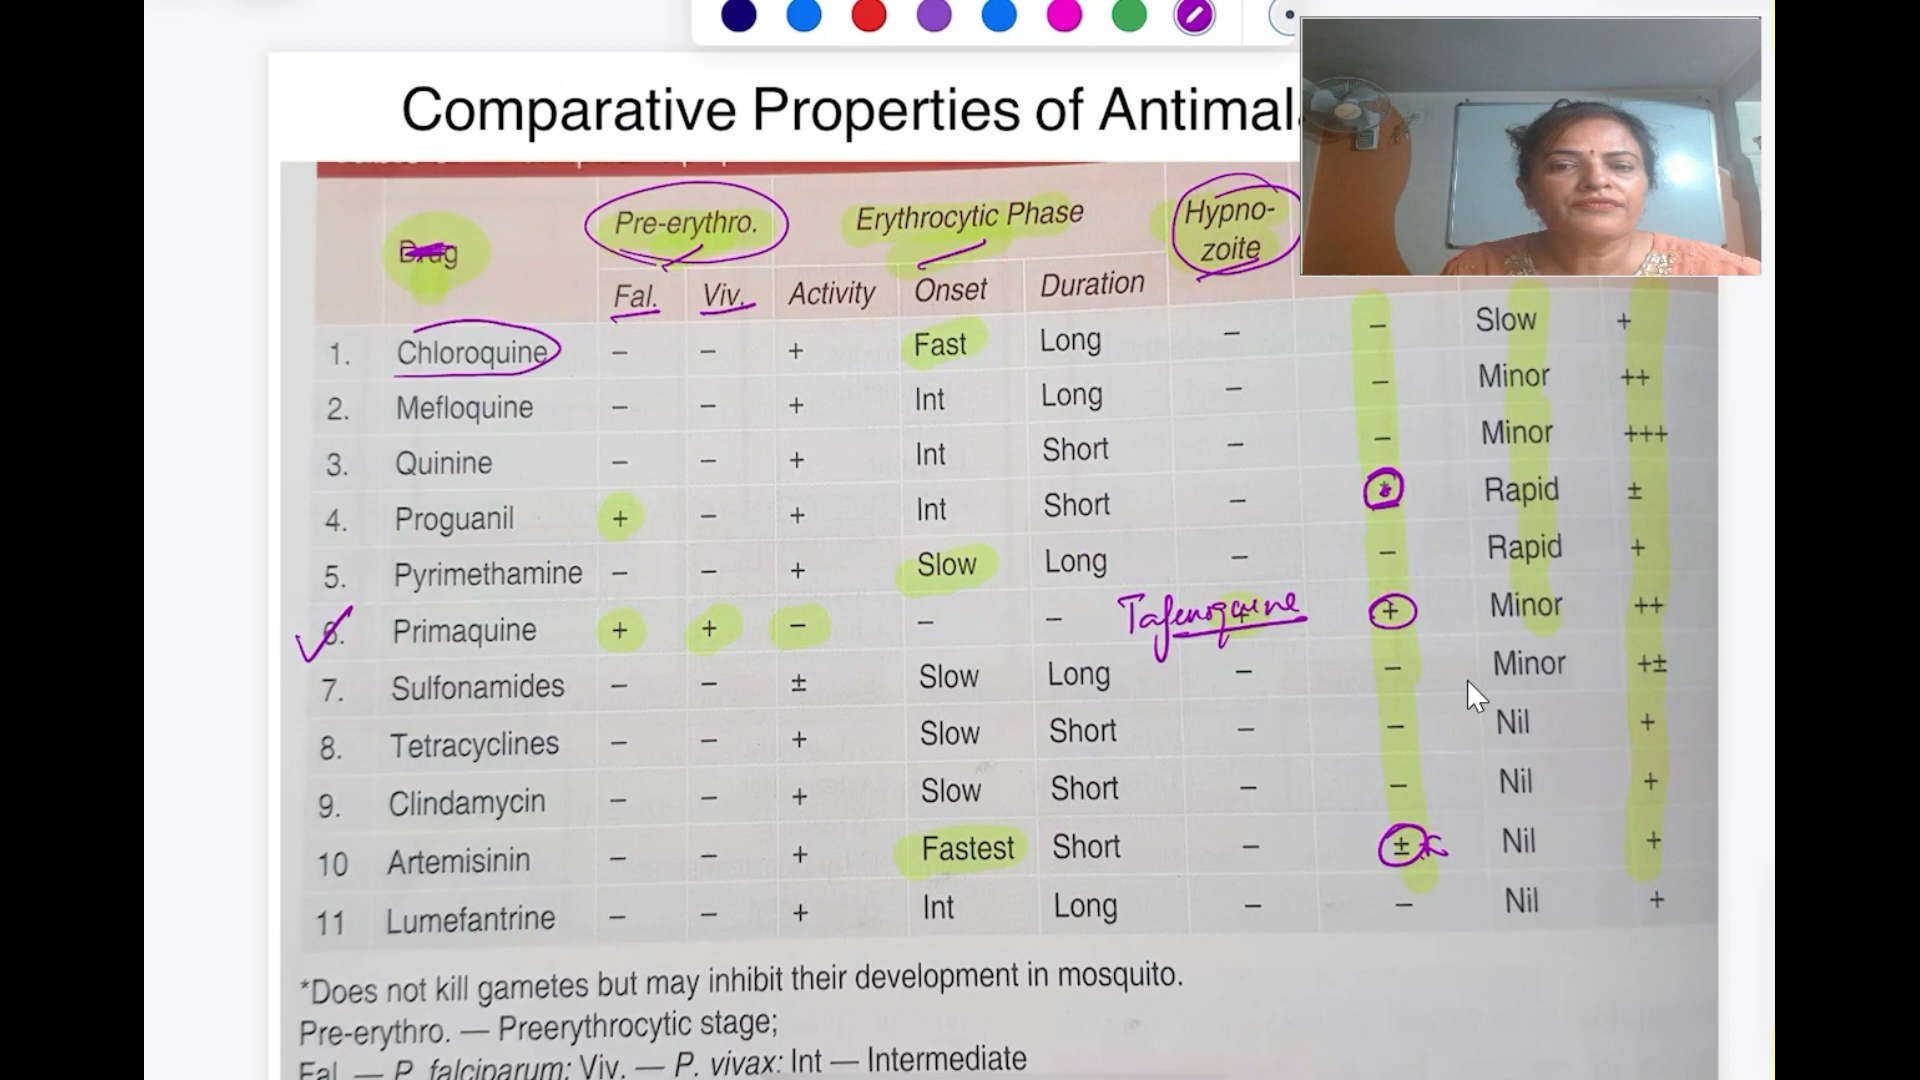 Comparative Properties of Antimal
Pre-erythro. Erythrocytic Phase Hypno-
Drug zoite
Fal. Viv. Activity Onset Duration
1. Chloroquine – – + Fast Long – – Slow +
2. Mefloquine – – + Int Long – – Minor ++
3. Quinine – – + Int Short – – Minor +++
4. Proguanil + – + Int Short – * Rapid ±
5. Pyrimethamine – – + Slow Long – – Rapid +
6. Primaquine + + – – – Tafenoquine + + Minor ++
7. Sulfonamides – – ± Slow Long – – Minor +±
8. Tetracyclines – – + Slow Short – – Nil +
9. Clindamycin – – + Slow Short – – Nil +
10 Artemisinin – – + Fastest Short – ± Nil +
11 Lumefantrine – – + Int Long – – Nil +
*Does not kill gametes but may inhibit their development in mosquito.
Pre-erythro. — Preerythrocytic stage;
Fal. — P. falciparum; Viv. — P. vivax: Int — Intermediate